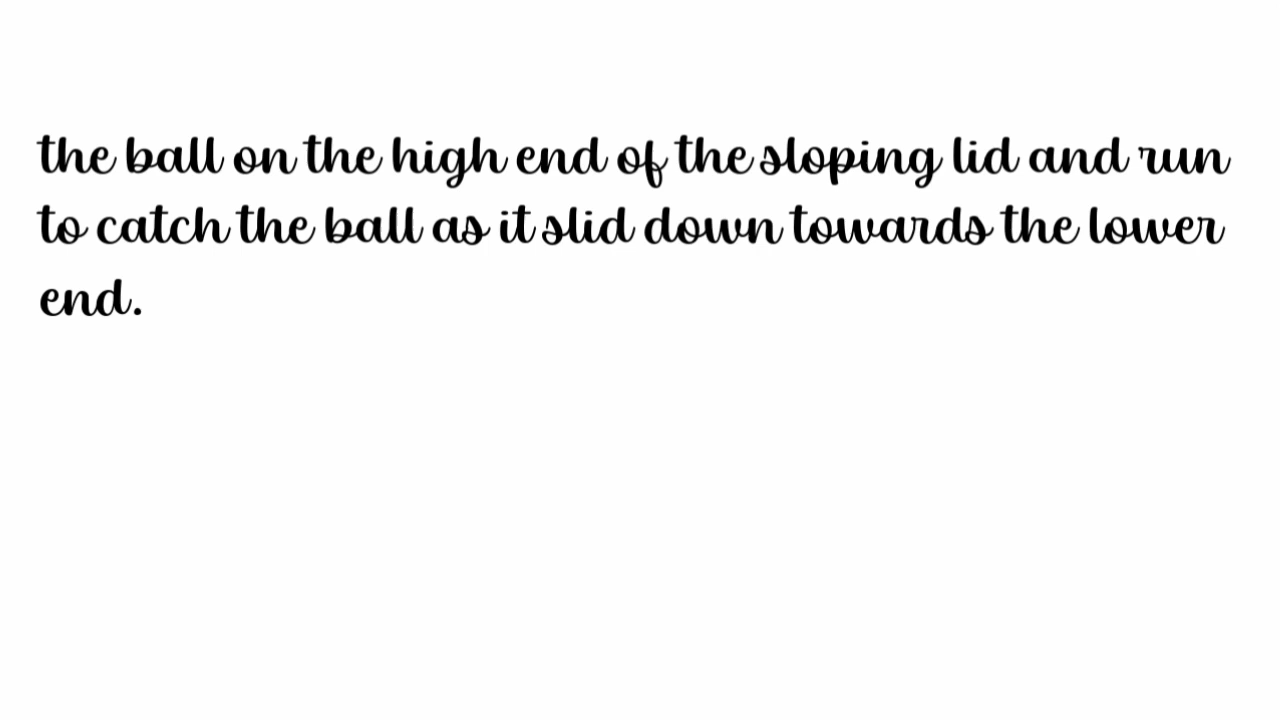 the ball on the high end of the sloping lid and run
to catch the ball as it slid down towards the lower
end.